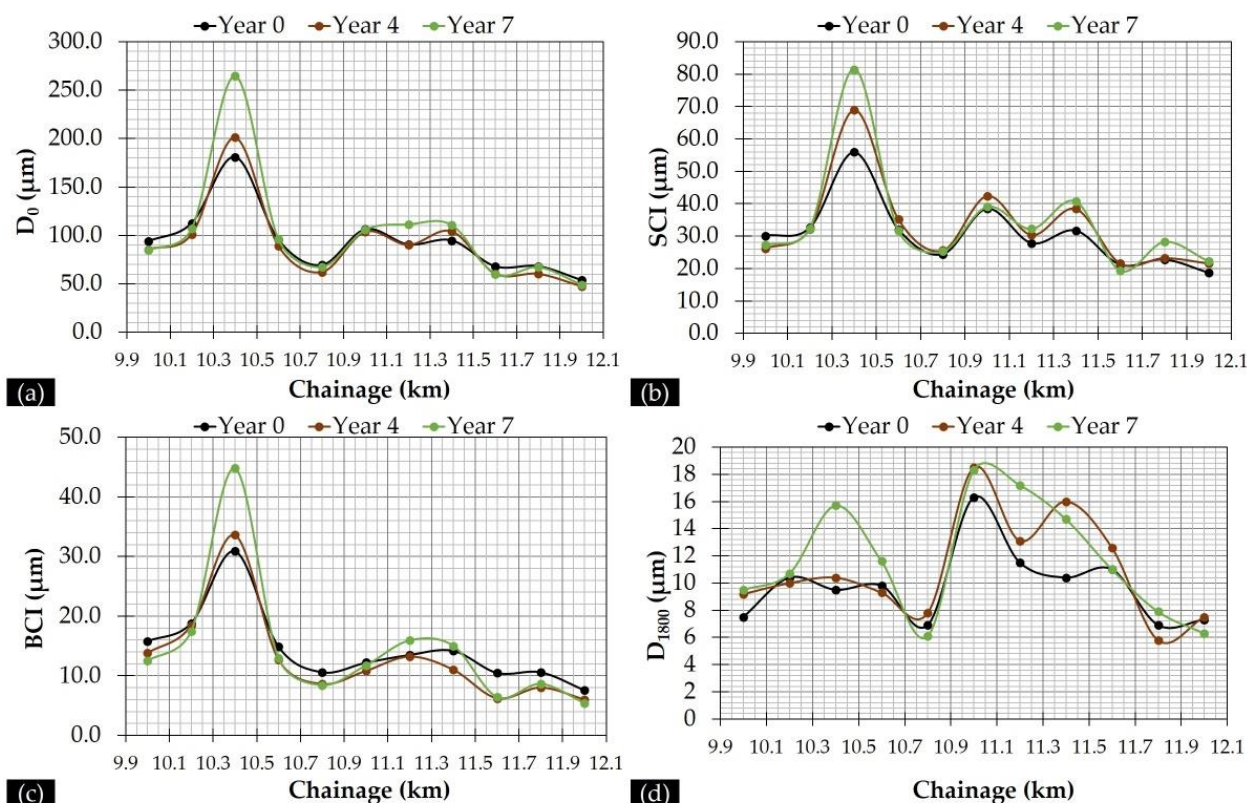 Year 0 Year 4 Year 7
300.0
250.0
200.0
150.0
100.0
50.0
0.0
D₀ (µm)
9.9 10.1 10.3 10.5 10.7 10.9 11.1 11.3 11.5 11.7 11.9 12.1
Chainage (km)
(a)
Year 0 Year 4 Year 7
90.0
80.0
70.0
60.0
50.0
40.0
30.0
20.0
10.0
0.0
SCI (µm)
9.9 10.1 10.3 10.5 10.7 10.9 11.1 11.3 11.5 11.7 11.9 12.1
Chainage (km)
(b)
Year 0 Year 4 Year 7
50.0
40.0
30.0
20.0
10.0
0.0
BCI (µm)
9.9 10.1 10.3 10.5 10.7 10.9 11.1 11.3 11.5 11.7 11.9 12.1
Chainage (km)
(c)
Year 0 Year 4 Year 7
20
18
16
14
12
10
8
6
4
2
0
D₁₈₀₀ (µm)
9.9 10.1 10.3 10.5 10.7 10.9 11.1 11.3 11.5 11.7 11.9 12.1
Chainage (km)
(d)